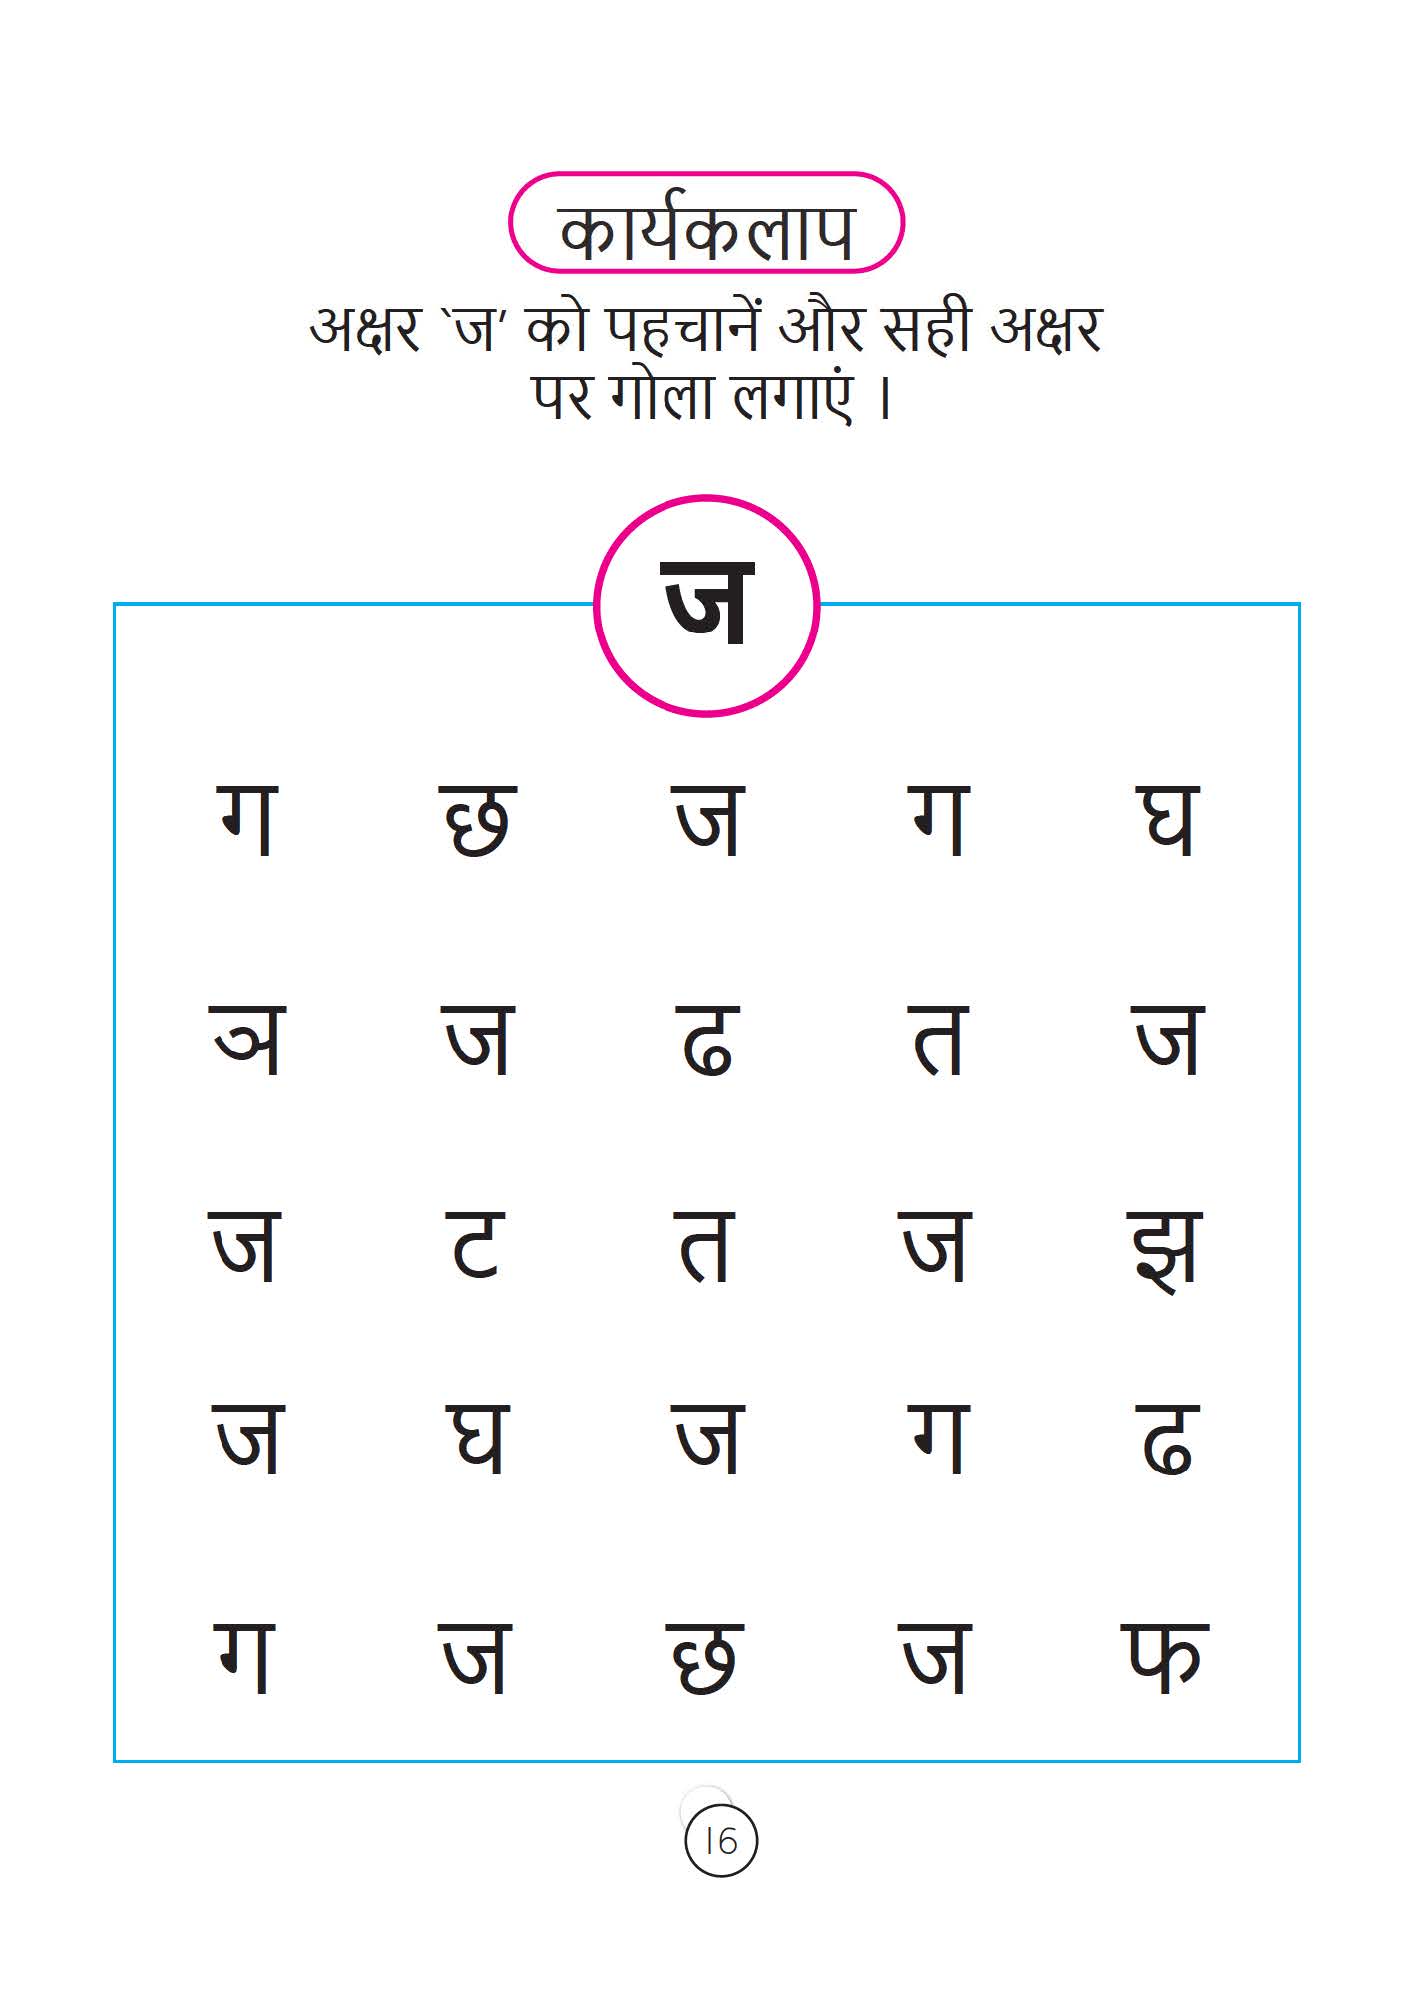 कार्यकलाप
अक्षर `ज’ को पहचानें और सही अक्षर
पर गोला लगाएं ।
ज
ग छ ज ग घ
ञ ज ढ त ज
ज ट त ज झ
ज घ ज ग ढ
ग ज छ ज फ
16